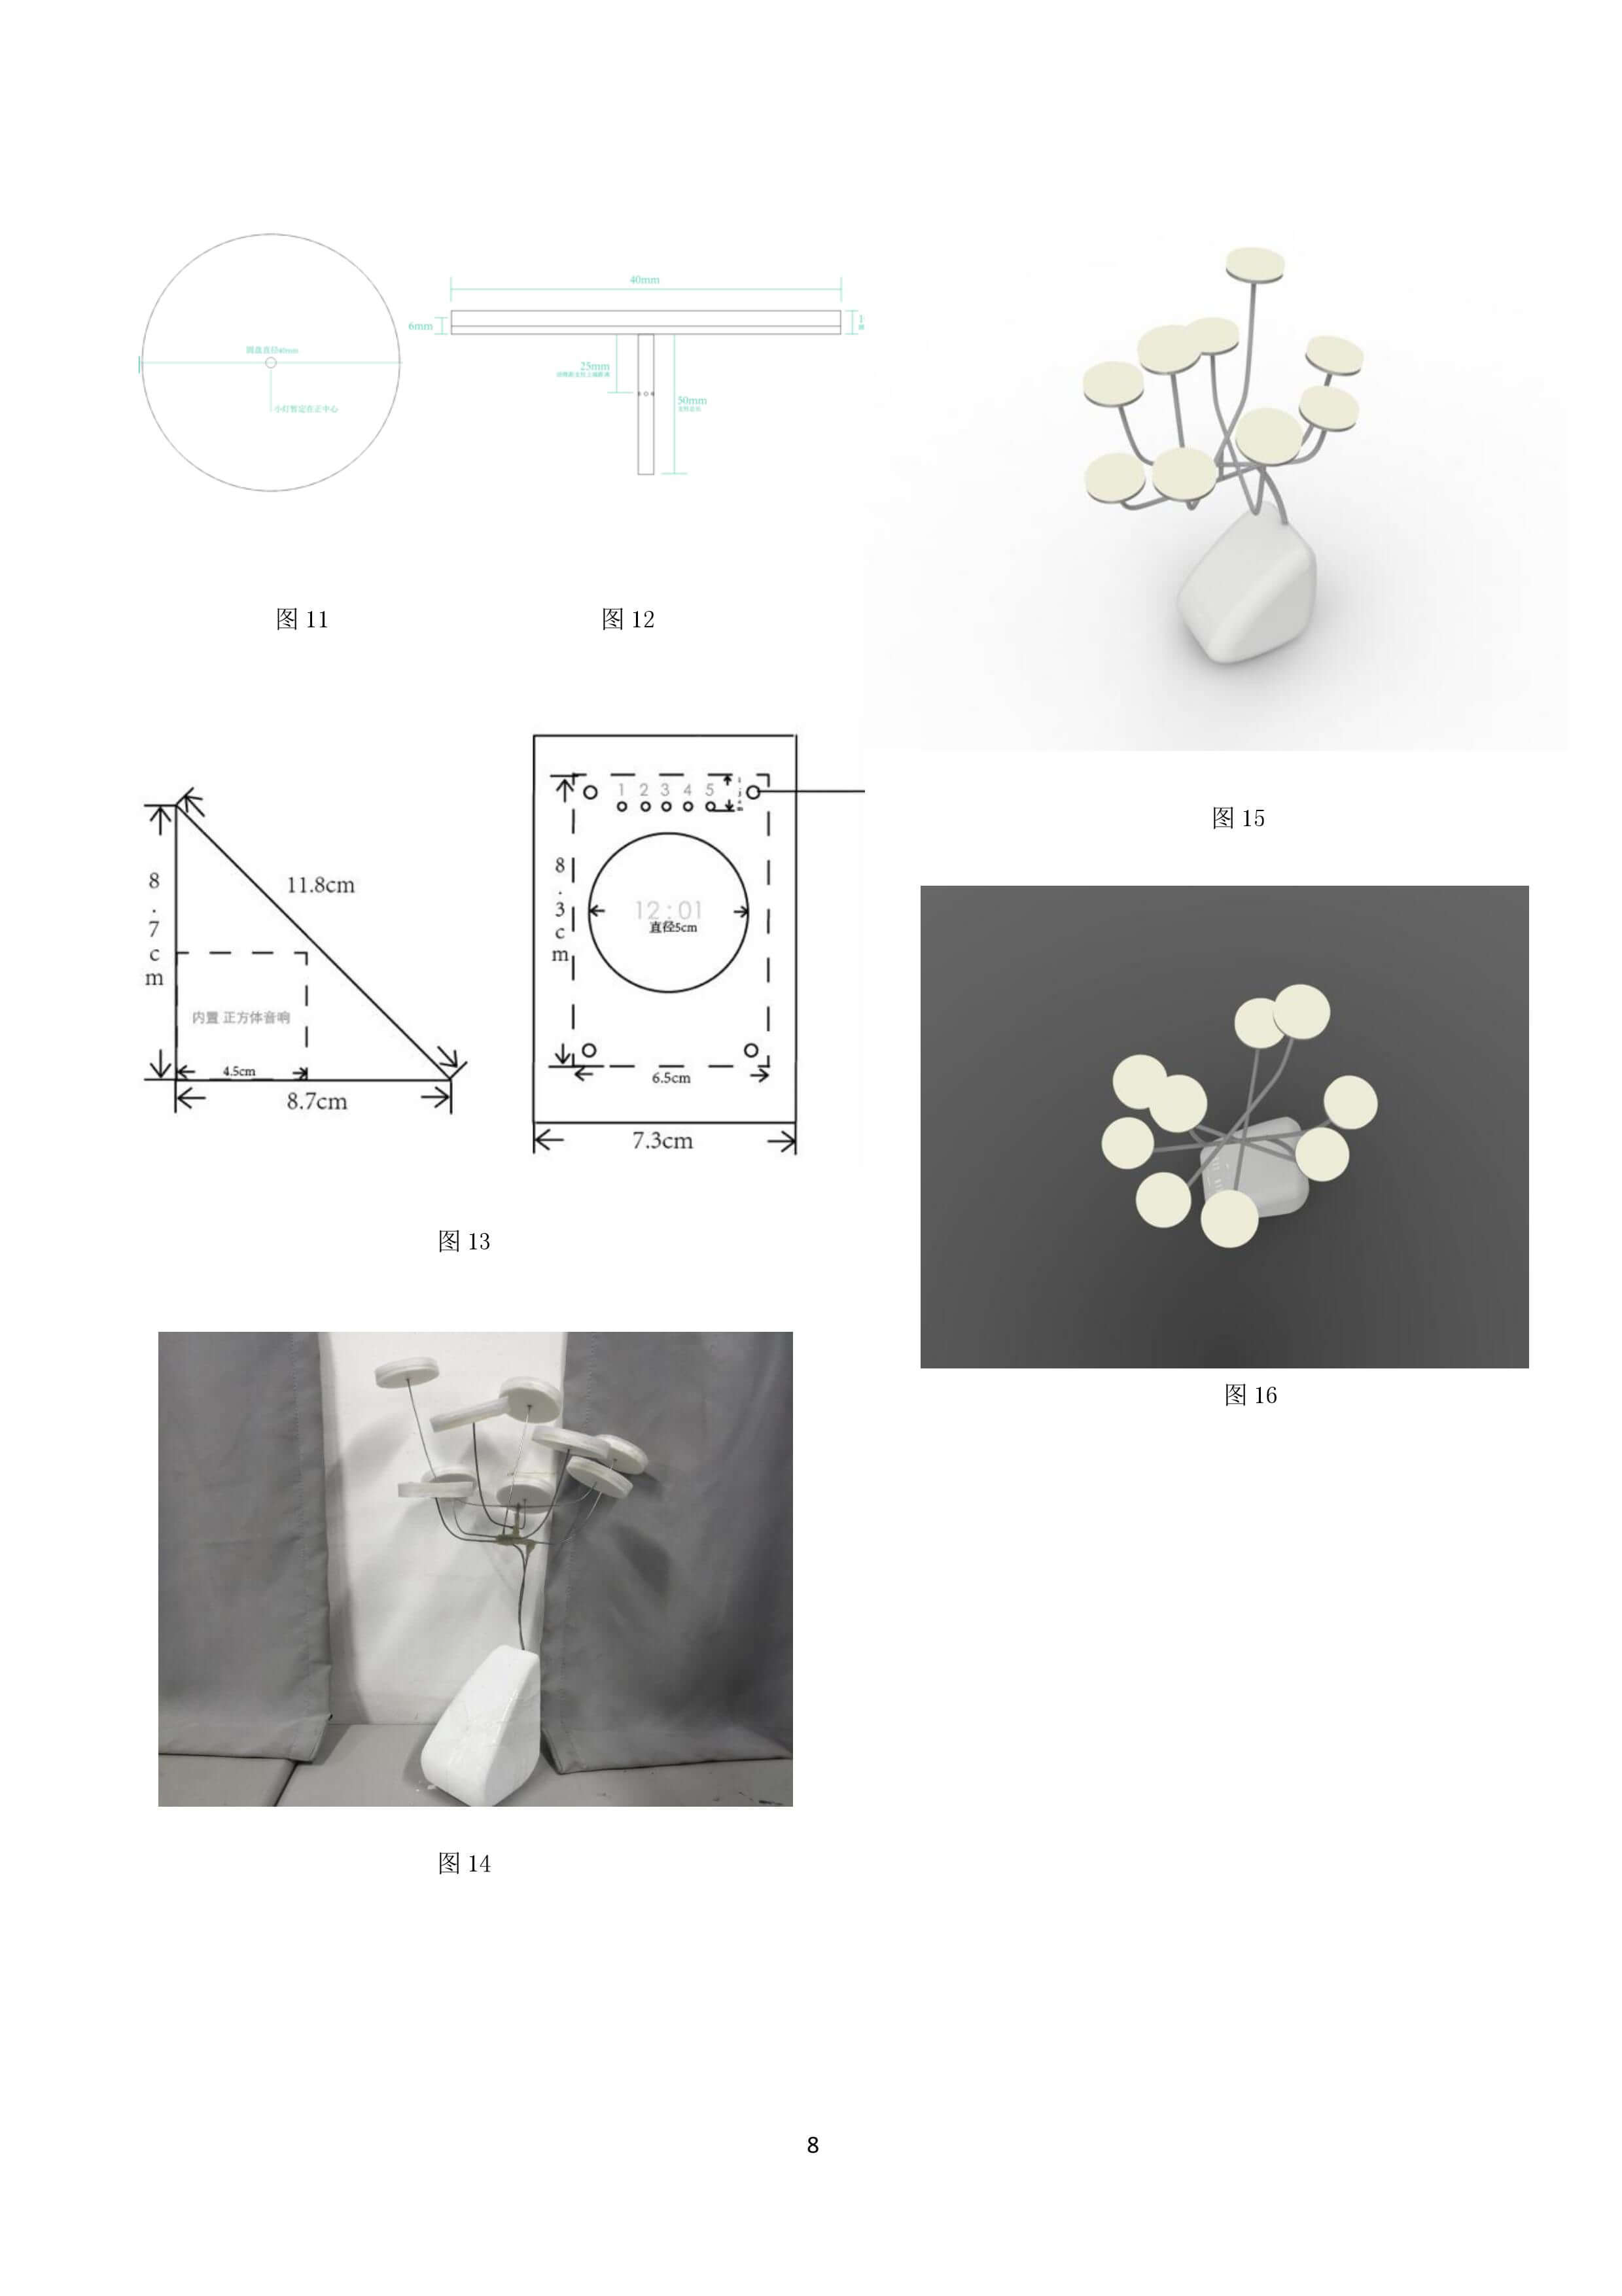 圆盘直径40mm
小灯暂定在正中心
40mm
6mm
25mm
50mm
图 11
图 12
图 15
8.7cm
11.8cm
内置 正方体音响
4.5cm
8.7cm
1 2 3 4 5
8.3cm
12:01
直径5cm
6.5cm
7.3cm
图 13
图 16
图 14
8